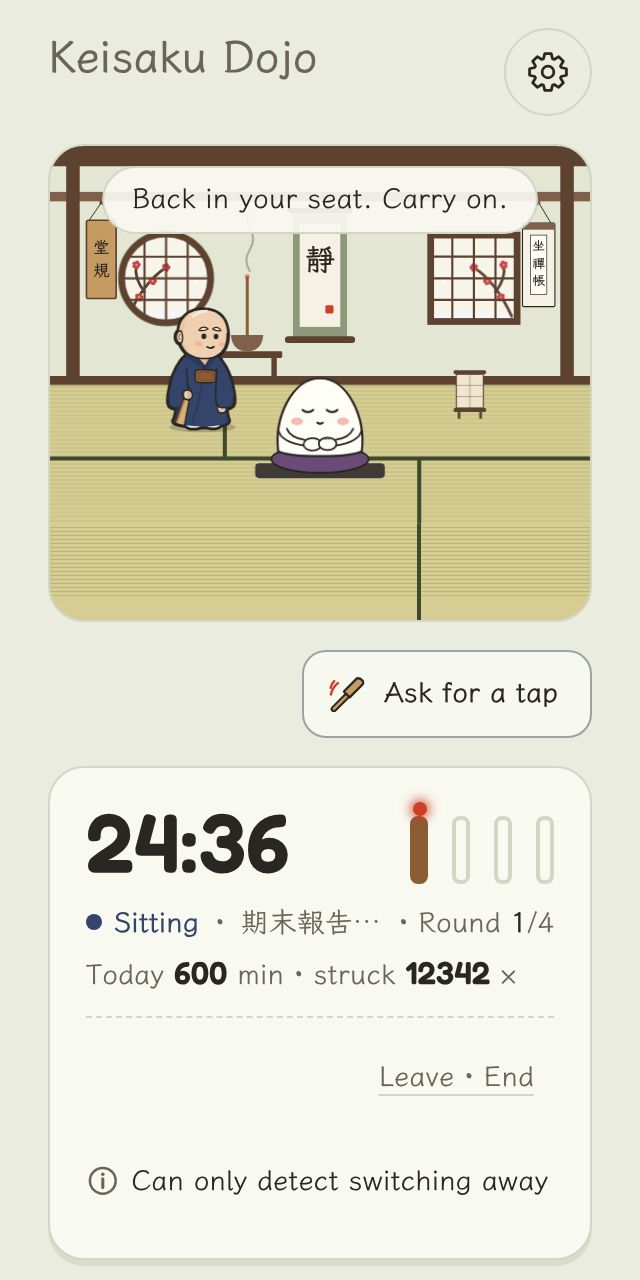 Keisaku Dojo
Back in your seat. Carry on.
堂規
靜
坐禪帳
Ask for a tap
24:36
Sitting · 期末報告… · Round 1/4
Today 600 min · struck 12342 ×
Leave · End
Can only detect switching away